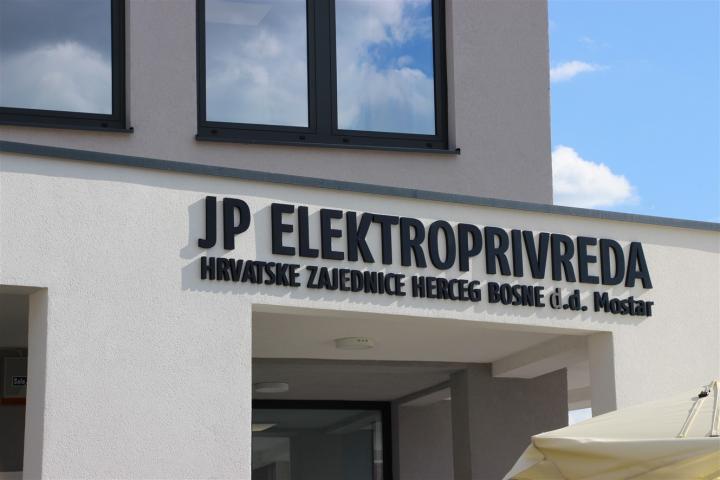 JP ELEKTROPRIVREDA
HRVATSKE ZAJEDNICE HERCEG BOSNE d.d. Mostar